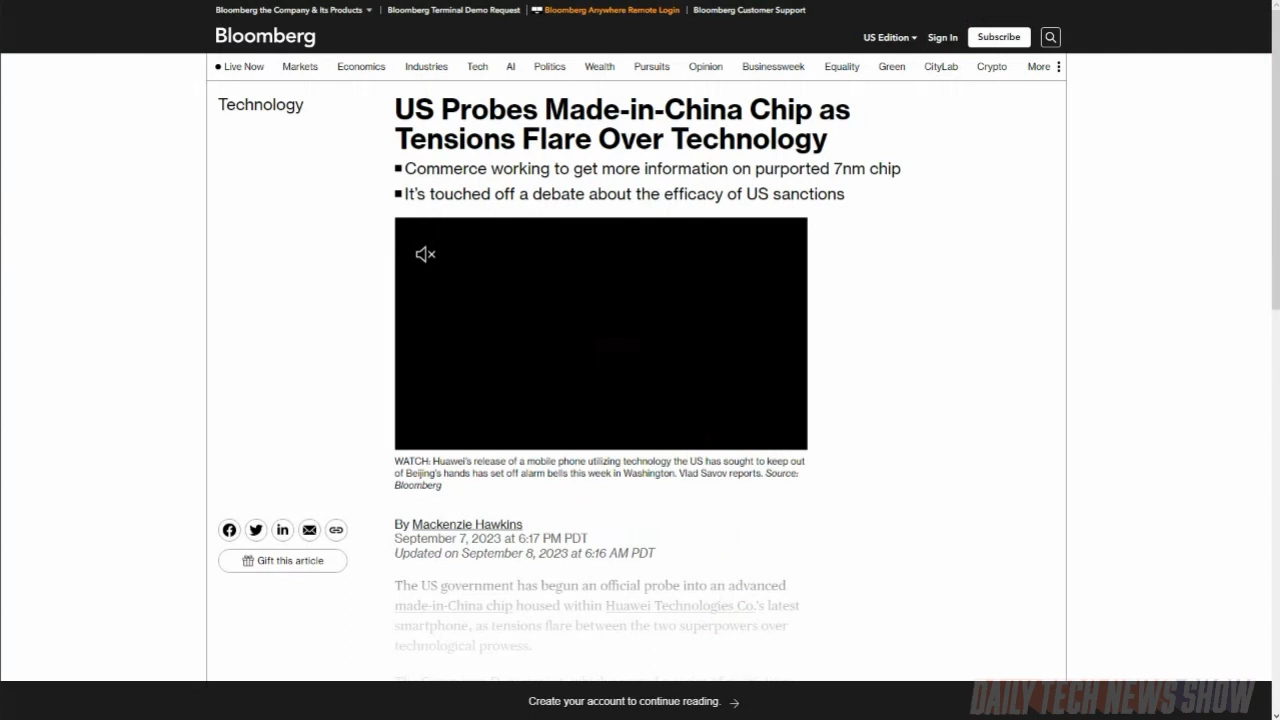 Bloomberg the Company & Its Products | Bloomberg Terminal Demo Request | Bloomberg Anywhere Remote Login | Bloomberg Customer Support
Bloomberg
US Edition Sign In Subscribe
Live Now Markets Economics Industries Tech AI Politics Wealth Pursuits Opinion Businessweek Equality Green CityLab Crypto More
Technology
US Probes Made-in-China Chip as
Tensions Flare Over Technology
Commerce working to get more information on purported 7nm chip
It's touched off a debate about the efficacy of US sanctions
WATCH: Huawei's release of a mobile phone utilizing technology the US has sought to keep out
of Beijing's hands has set off alarm bells this week in Washington. Vlad Savov reports. Source:
Bloomberg
By Mackenzie Hawkins
September 7, 2023 at 6:17 PM PDT
Updated on September 8, 2023 at 6:16 AM PDT
Gift this article
The US government has begun an official probe into an advanced
made-in-China chip housed within Huawei Technologies Co.'s latest
smartphone, as tensions flare between the two superpowers over
technological prowess.
Create your account to continue reading.
DAILY TECH NEWS SHOW